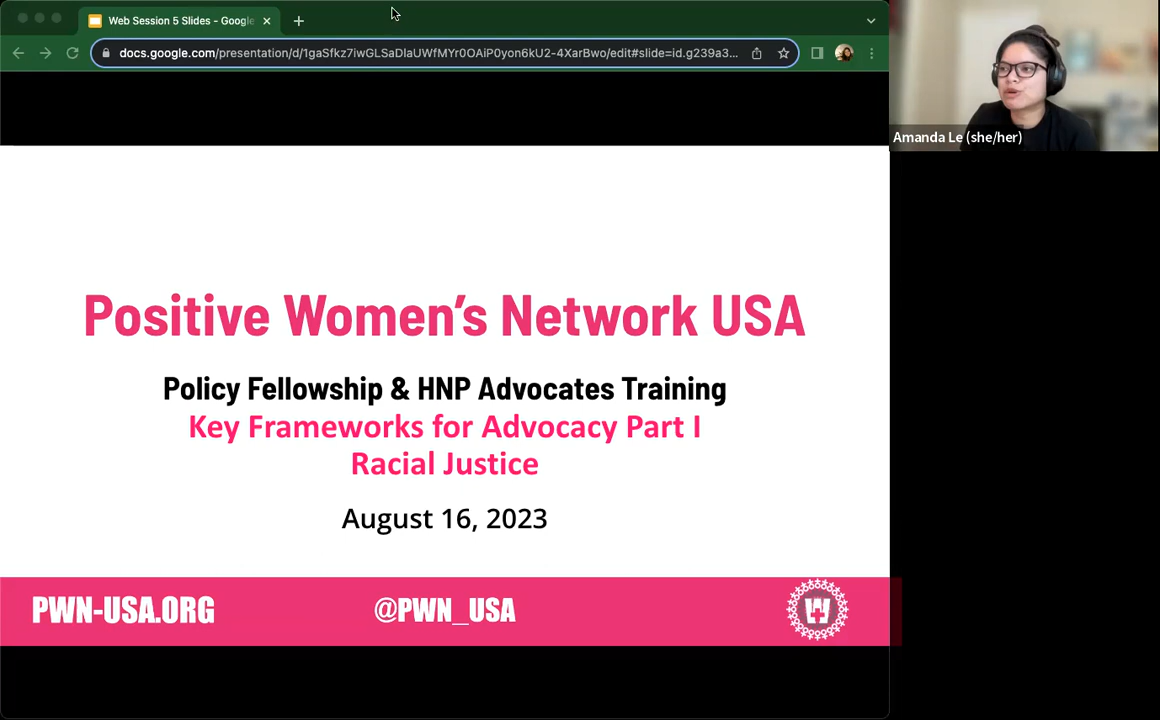 Web Session 5 Slides - Google
docs.google.com/presentation/d/1gaSfkz7iwGLSaDlaUWfMYr0OAiP0yon6kU2-4XarBwo/edit#slide=id.g239a3...
Amanda Le (she/her)
Positive Women's Network USA
Policy Fellowship & HNP Advocates Training
Key Frameworks for Advocacy Part I
Racial Justice
August 16, 2023
PWN-USA.ORG
@PWN_USA
W